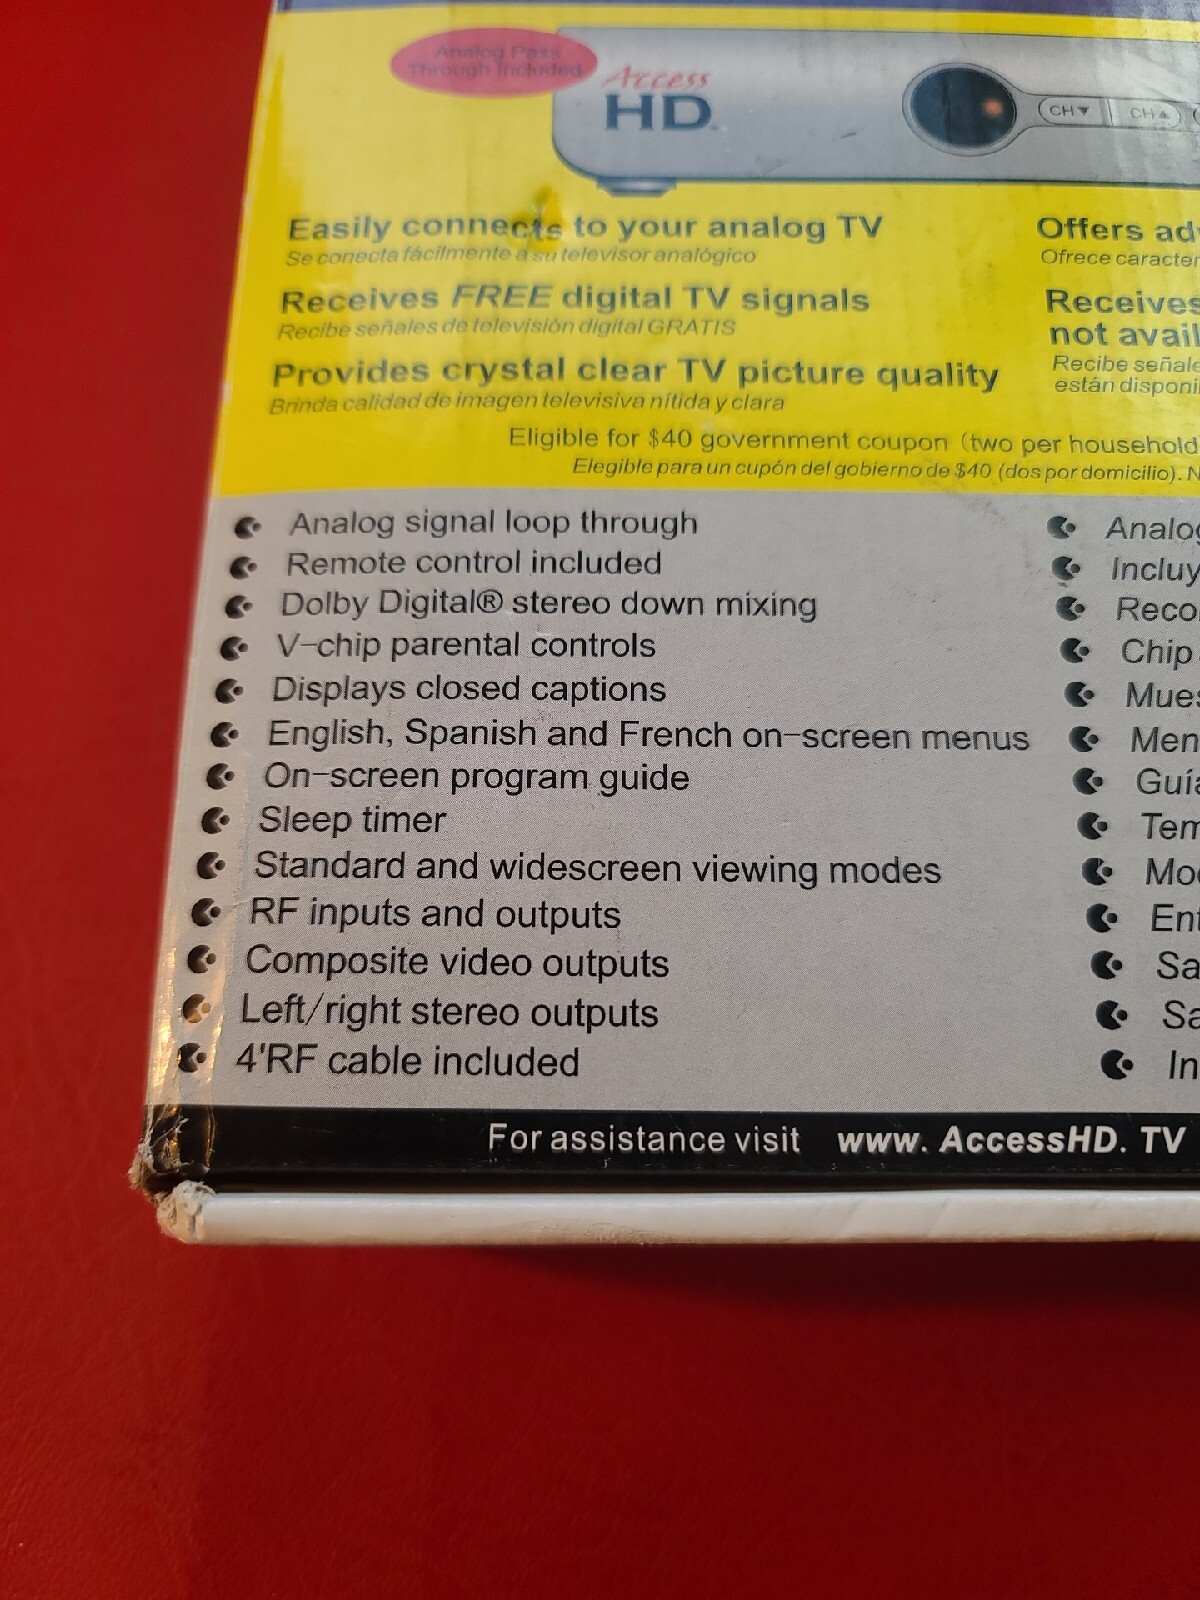 Analog Pass
Through Included
Access
HD
CH▼
CH▲
Easily connects to your analog TV
Se conecta fácilmente a su televisor analógico
Receives FREE digital TV signals
Recibe señales de televisión digital GRATIS
Provides crystal clear TV picture quality
Brinda calidad de imagen televisiva nítida y clara
Offers
Ofrece
Receives
not
Recibe
están
Eligible for $40 government coupon (two per household)
Elegible para un cupón del gobierno de $40 (dos por domicilio).
Analog signal loop through
Remote control included
Dolby Digital® stereo down mixing
V-chip parental controls
Displays closed captions
English, Spanish and French on-screen menus
On-screen program guide
Sleep timer
Standard and widescreen viewing modes
RF inputs and outputs
Composite video outputs
Left/right stereo outputs
4'RF cable included
Chip
For assistance visit www. AccessHD. TV